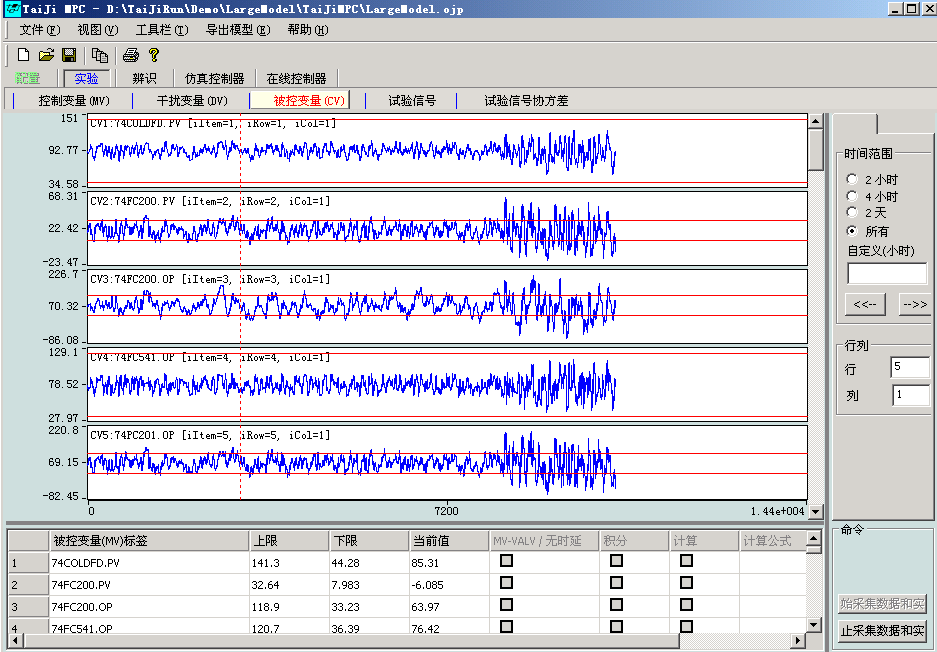 TaiJi MPC - D:\TaiJiRun\Demo\LargeModel\TaiJiMPC\LargeModel.ojp
文件(F) 视图(V) 工具栏(T) 导出模型(E) 帮助(H)
配置 实验 辨识 仿真控制器 在线控制器
控制变量(MV) 干扰变量(DV) 被控变量(CV) 试验信号 试验信号协方差
151
CV1:74COLDFD.PV [iItem=1, iRow=1, iCol=1]
92.77
34.58
68.31
CV2:74FC200.PV [iItem=2, iRow=2, iCol=1]
22.42
-23.47
226.7
CV3:74FC200.OP [iItem=3, iRow=3, iCol=1]
70.32
-86.08
129.1
CV4:74FC541.OP [iItem=4, iRow=4, iCol=1]
78.52
27.97
220.8
CV5:74PC201.OP [iItem=5, iRow=5, iCol=1]
69.15
-82.45
0 7200 1.44e+004
时间范围
2 小时
4 小时
2 天
所有
自定义(小时)
<<-- -->>
行列
行 5
列 1
被控变量(MV)标签 上限 下限 当前值 MV-VALV / 无时延 积分 计算 计算公式
1 74COLDFD.PV 141.3 44.28 85.31
2 74FC200.PV 32.64 7.983 -6.085
3 74FC200.OP 118.9 33.23 63.97
4 74FC541.OP 120.7 36.39 76.42
命令
始采集数据和实
止采集数据和实